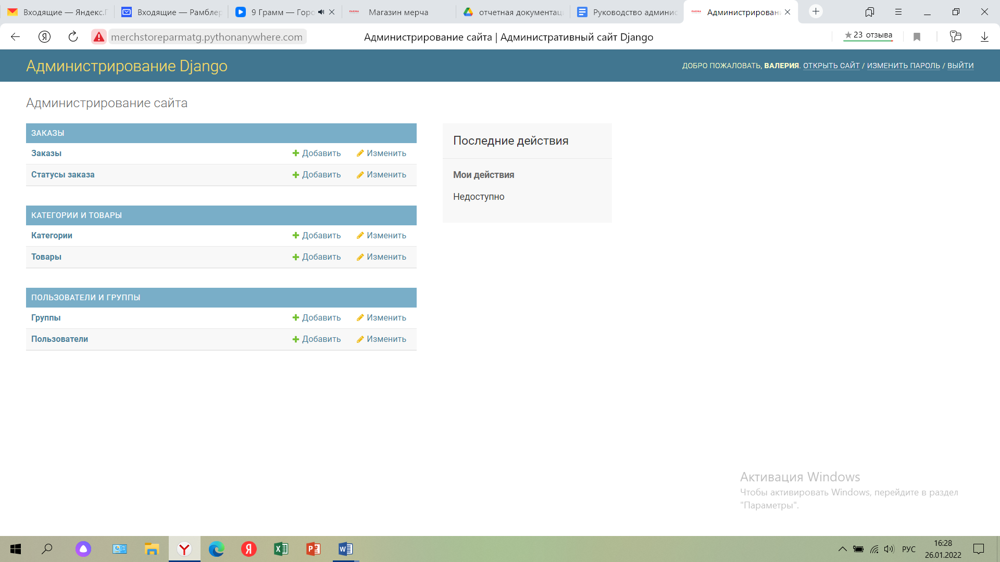 Входящие — Яндекс.П
Входящие — Рамблер
9 Грамм — Горо
Магазин мерча
отчетная документац
Руководство админис
Администрирован
merchstoreparmatg.pythonanywhere.com
Администрирование сайта | Административный сайт Django
23 отзыва
Администрирование Django
ДОБРО ПОЖАЛОВАТЬ, ВАЛЕРИЯ. ОТКРЫТЬ САЙТ / ИЗМЕНИТЬ ПАРОЛЬ / ВЫЙТИ
Администрирование сайта
ЗАКАЗЫ
Заказы Добавить Изменить
Статусы заказа Добавить Изменить
КАТЕГОРИИ И ТОВАРЫ
Категории Добавить Изменить
Товары Добавить Изменить
ПОЛЬЗОВАТЕЛИ И ГРУППЫ
Группы Добавить Изменить
Пользователи Добавить Изменить
Последние действия
Мои действия
Недоступно
Активация Windows
Чтобы активировать Windows, перейдите в раздел
"Параметры".
РУС
16:28
26.01.2022